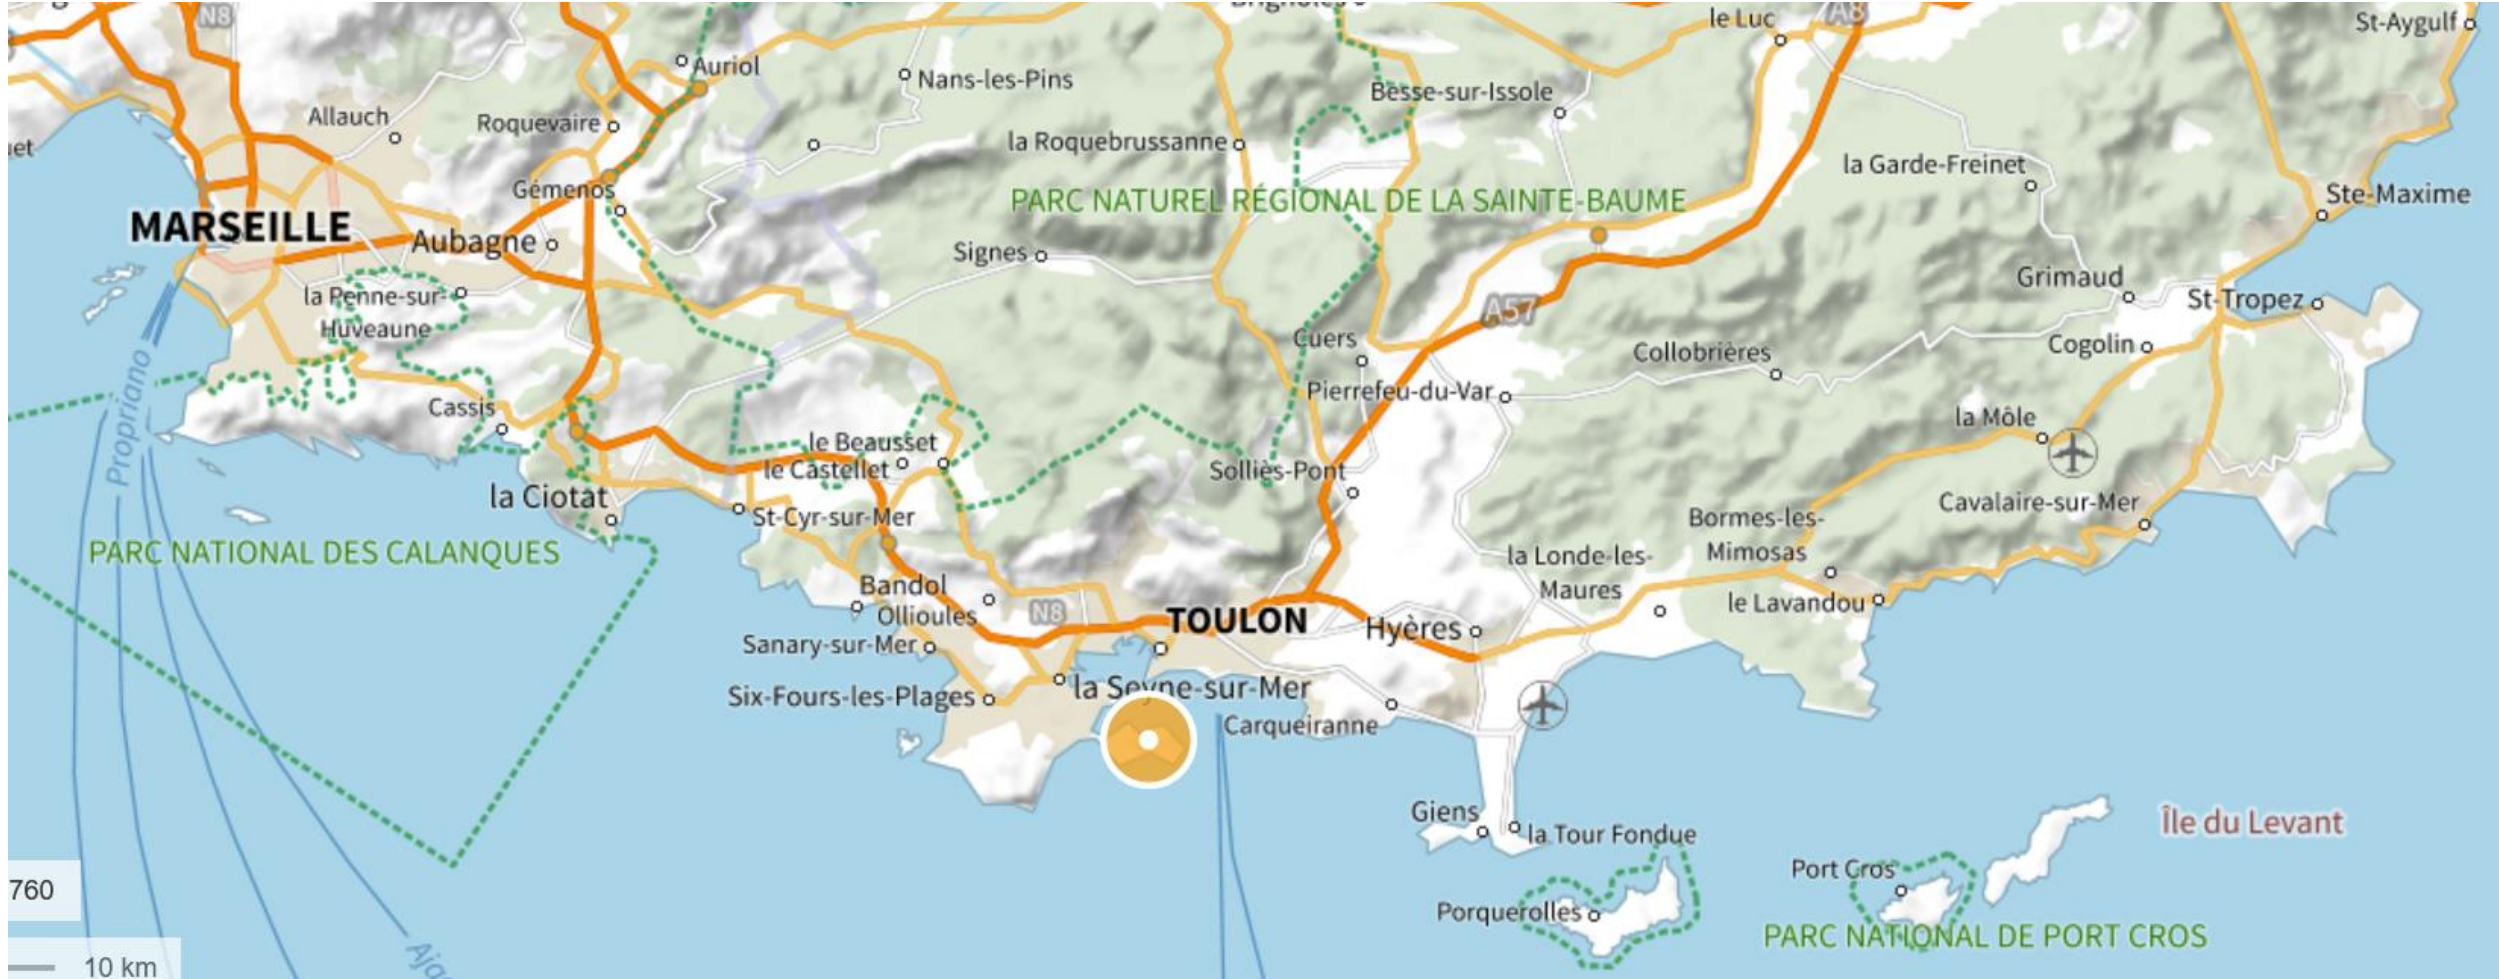 N8
Brignoles
le Luc
A8
St-Aygulf
Auriol
Nans-les-Pins
Besse-sur-Issole
Allauch
Roquevaire
la Roquebrussanne
la Garde-Freinet
Gémenos
PARC NATUREL RÉGIONAL DE LA SAINTE-BAUME
Ste-Maxime
MARSEILLE
Aubagne
Signes
Grimaud
la Penne-sur-
Huveaune
A57
St-Tropez
Cuers
Collobrières
Cogolin
Propriano
Pierrefeu-du-Var
Cassis
la Môle
le Beausset
le Castellet
Solliès-Pont
la Ciotat
St-Cyr-sur-Mer
Cavalaire-sur-Mer
Bormes-les-
Mimosas
PARC NATIONAL DES CALANQUES
la Londe-les-
Maures
Bandol
le Lavandou
Ollioules
N8
TOULON
Hyères
Sanary-sur-Mer
la Seyne-sur-Mer
Six-Fours-les-Plages
Carqueiranne
Giens
la Tour Fondue
Île du Levant
Port Cros
760
Porquerolles
PARC NATIONAL DE PORT CROS
10 km